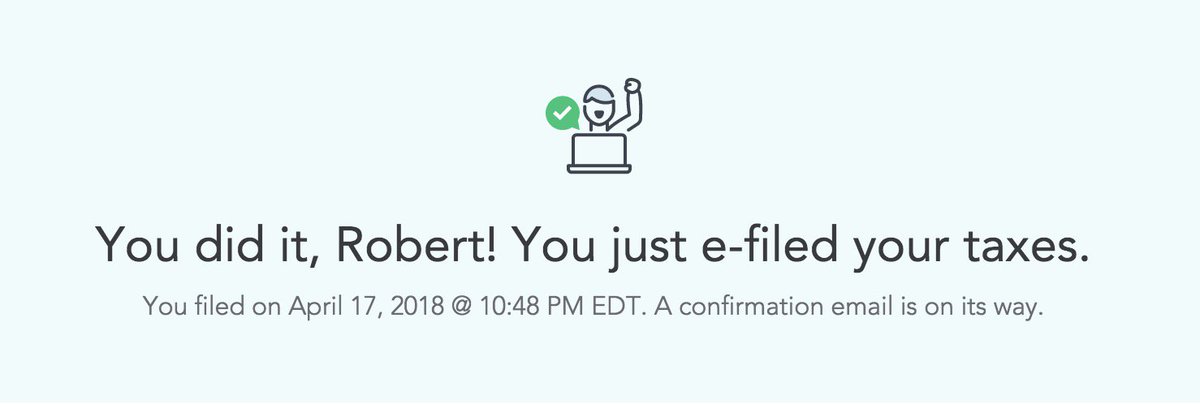 You did it, Robert! You just e-filed your taxes.
You filed on April 17, 2018 @ 10:48 PM EDT. A confirmation email is on its way.